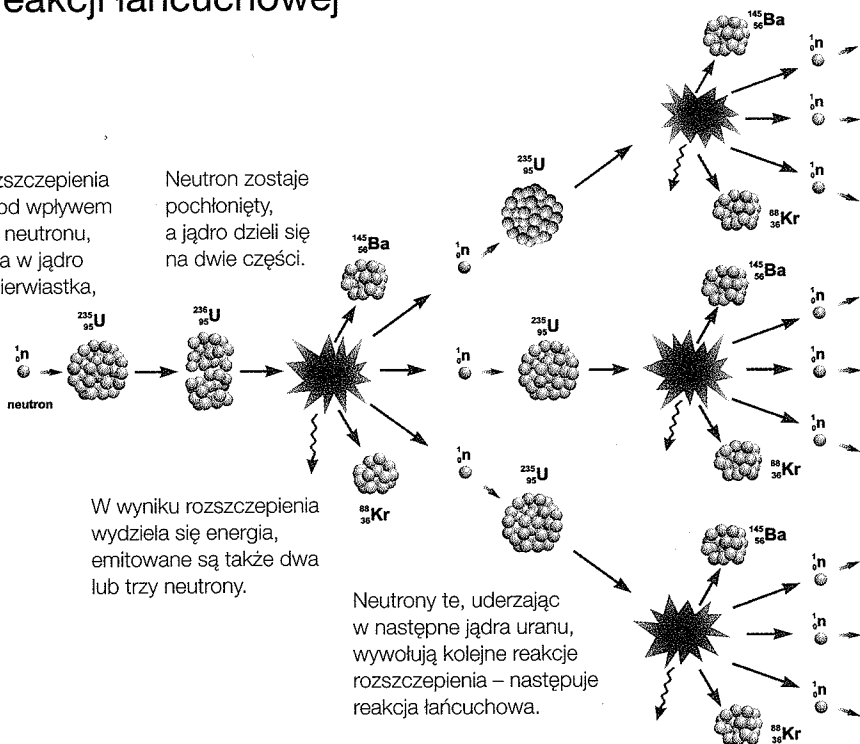 eakcji łańcuchowej
zszczepienia
od wpływem
neutronu,
a w jądro
ierwiastka,
Neutron zostaje
pochłonięty,
a jądro dzieli się
na dwie części.
¹₀n
neutron
²³⁵₉₅U
²³⁶₉₅U
¹⁴⁵₅₆Ba
⁸⁸₃₆Kr
W wyniku rozszczepienia
wydziela się energia,
emitowane są także dwa
lub trzy neutrony.
¹₀n
²³⁵₉₅U
¹₀n
²³⁵₉₅U
¹₀n
²³⁵₉₅U
Neutrony te, uderzając
w następne jądra uranu,
wywołują kolejne reakcje
rozszczepienia – następuje
reakcja łańcuchowa.
¹⁴⁵₅₆Ba
¹₀n
¹₀n
¹₀n
⁸⁸₃₆Kr
¹⁴⁵₅₆Ba
¹₀n
¹₀n
¹₀n
⁸⁸₃₆Kr
¹⁴⁵₅₆Ba
¹₀n
¹₀n
¹₀n
⁸⁸₃₆Kr